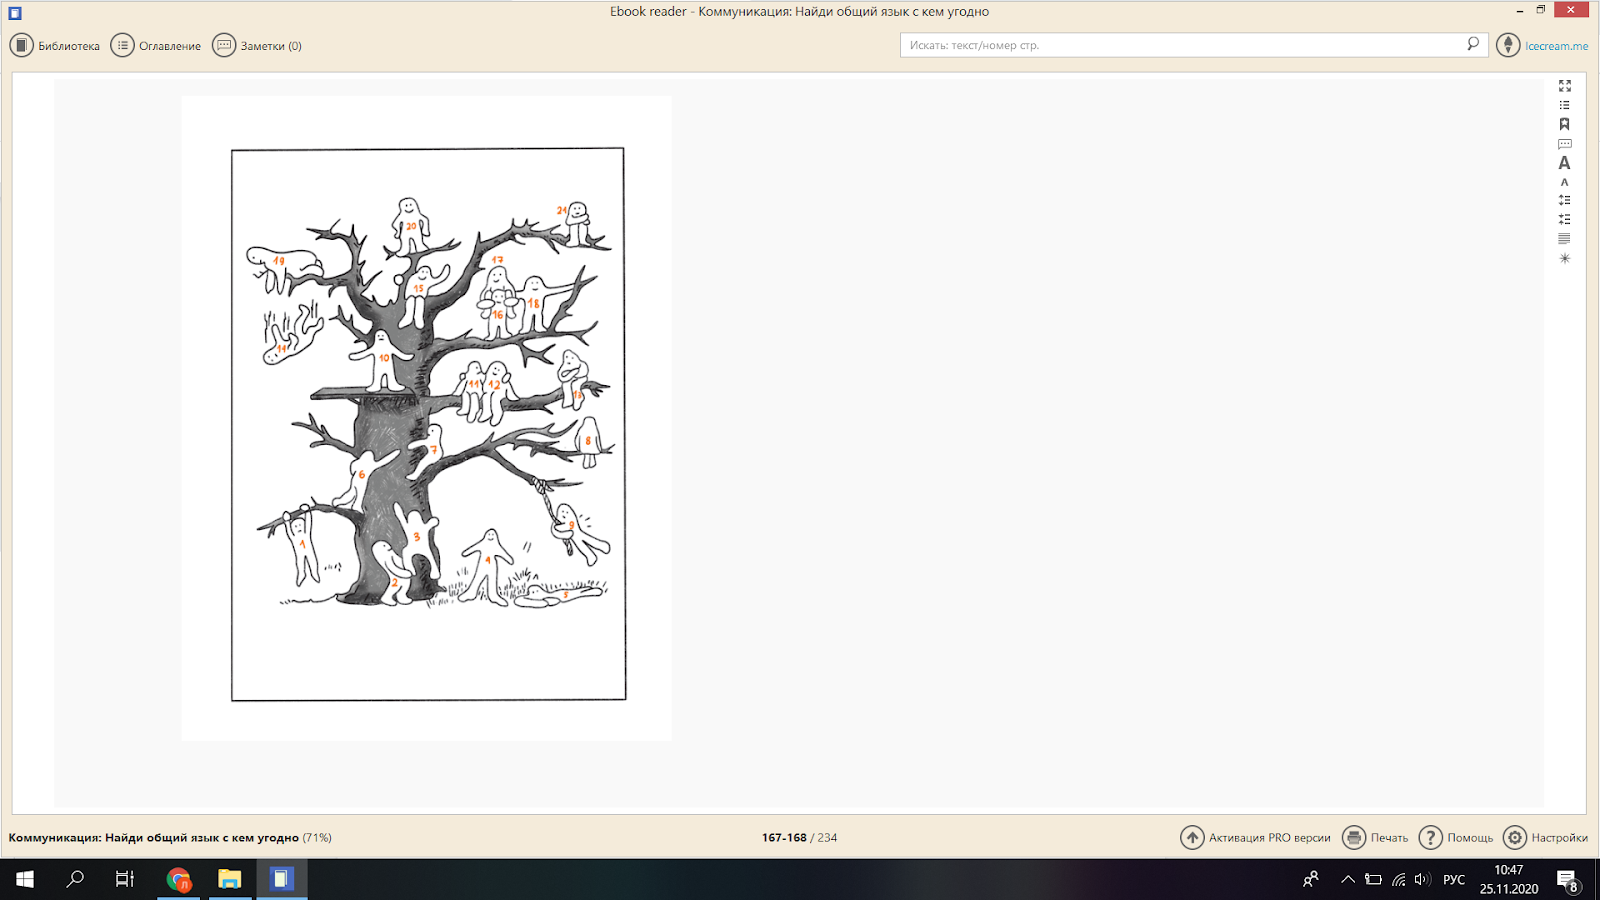 Ebook reader - Коммуникация: Найди общий язык с кем угодно
Библиотека
Оглавление
Заметки (0)
Искать: текст/номер стр.
Icecream.me
A
A
20
21
19
17
15
16
18
14
10
11
12
13
7
8
6
9
1
3
2
4
5
Коммуникация: Найди общий язык с кем угодно (71%)
167-168 / 234
Активация PRO версии
Печать
Помощь
Настройки
Л
РУС
10:47
25.11.2020
8